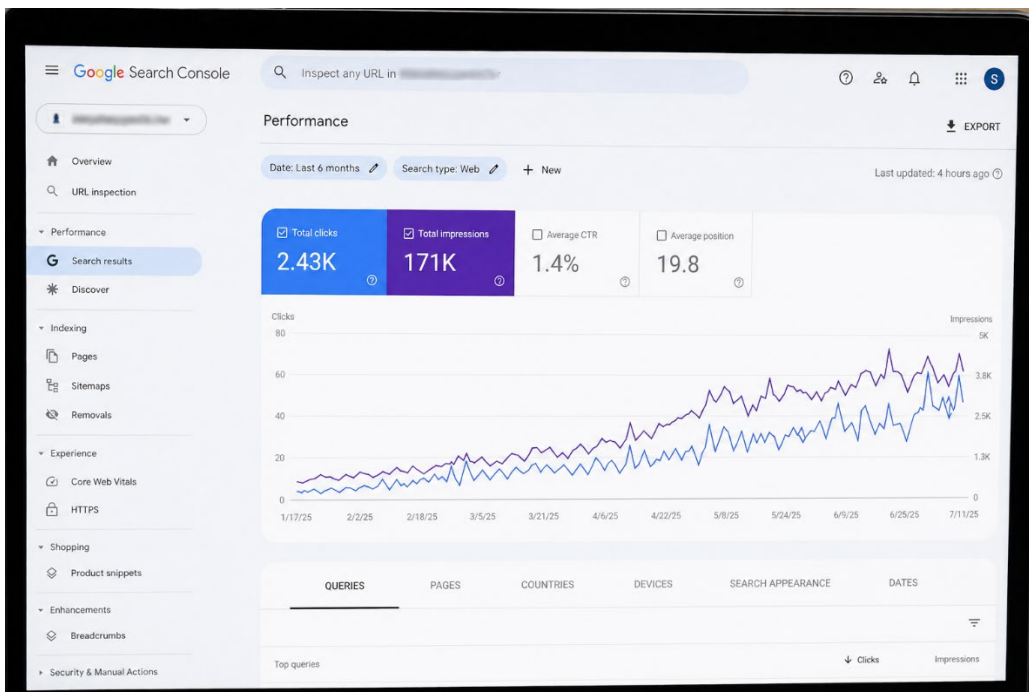 Google Search Console
Inspect any URL in
S
Overview
URL inspection
Performance
Search results
Discover
Indexing
Pages
Sitemaps
Removals
Experience
Core Web Vitals
HTTPS
Shopping
Product snippets
Enhancements
Breadcrumbs
Security & Manual Actions
Performance
EXPORT
Date: Last 6 months
Search type: Web
+ New
Last updated: 4 hours ago
Total clicks
2.43K
Total impressions
171K
Average CTR
1.4%
Average position
19.8
Clicks
Impressions
80
60
40
20
0
5K
3.8K
2.5K
1.3K
0
1/17/25 2/2/25 2/18/25 3/5/25 3/21/25 4/6/25 4/22/25 5/8/25 5/24/25 6/9/25 6/25/25 7/11/25
QUERIES PAGES COUNTRIES DEVICES SEARCH APPEARANCE DATES
Top queries Clicks Impressions